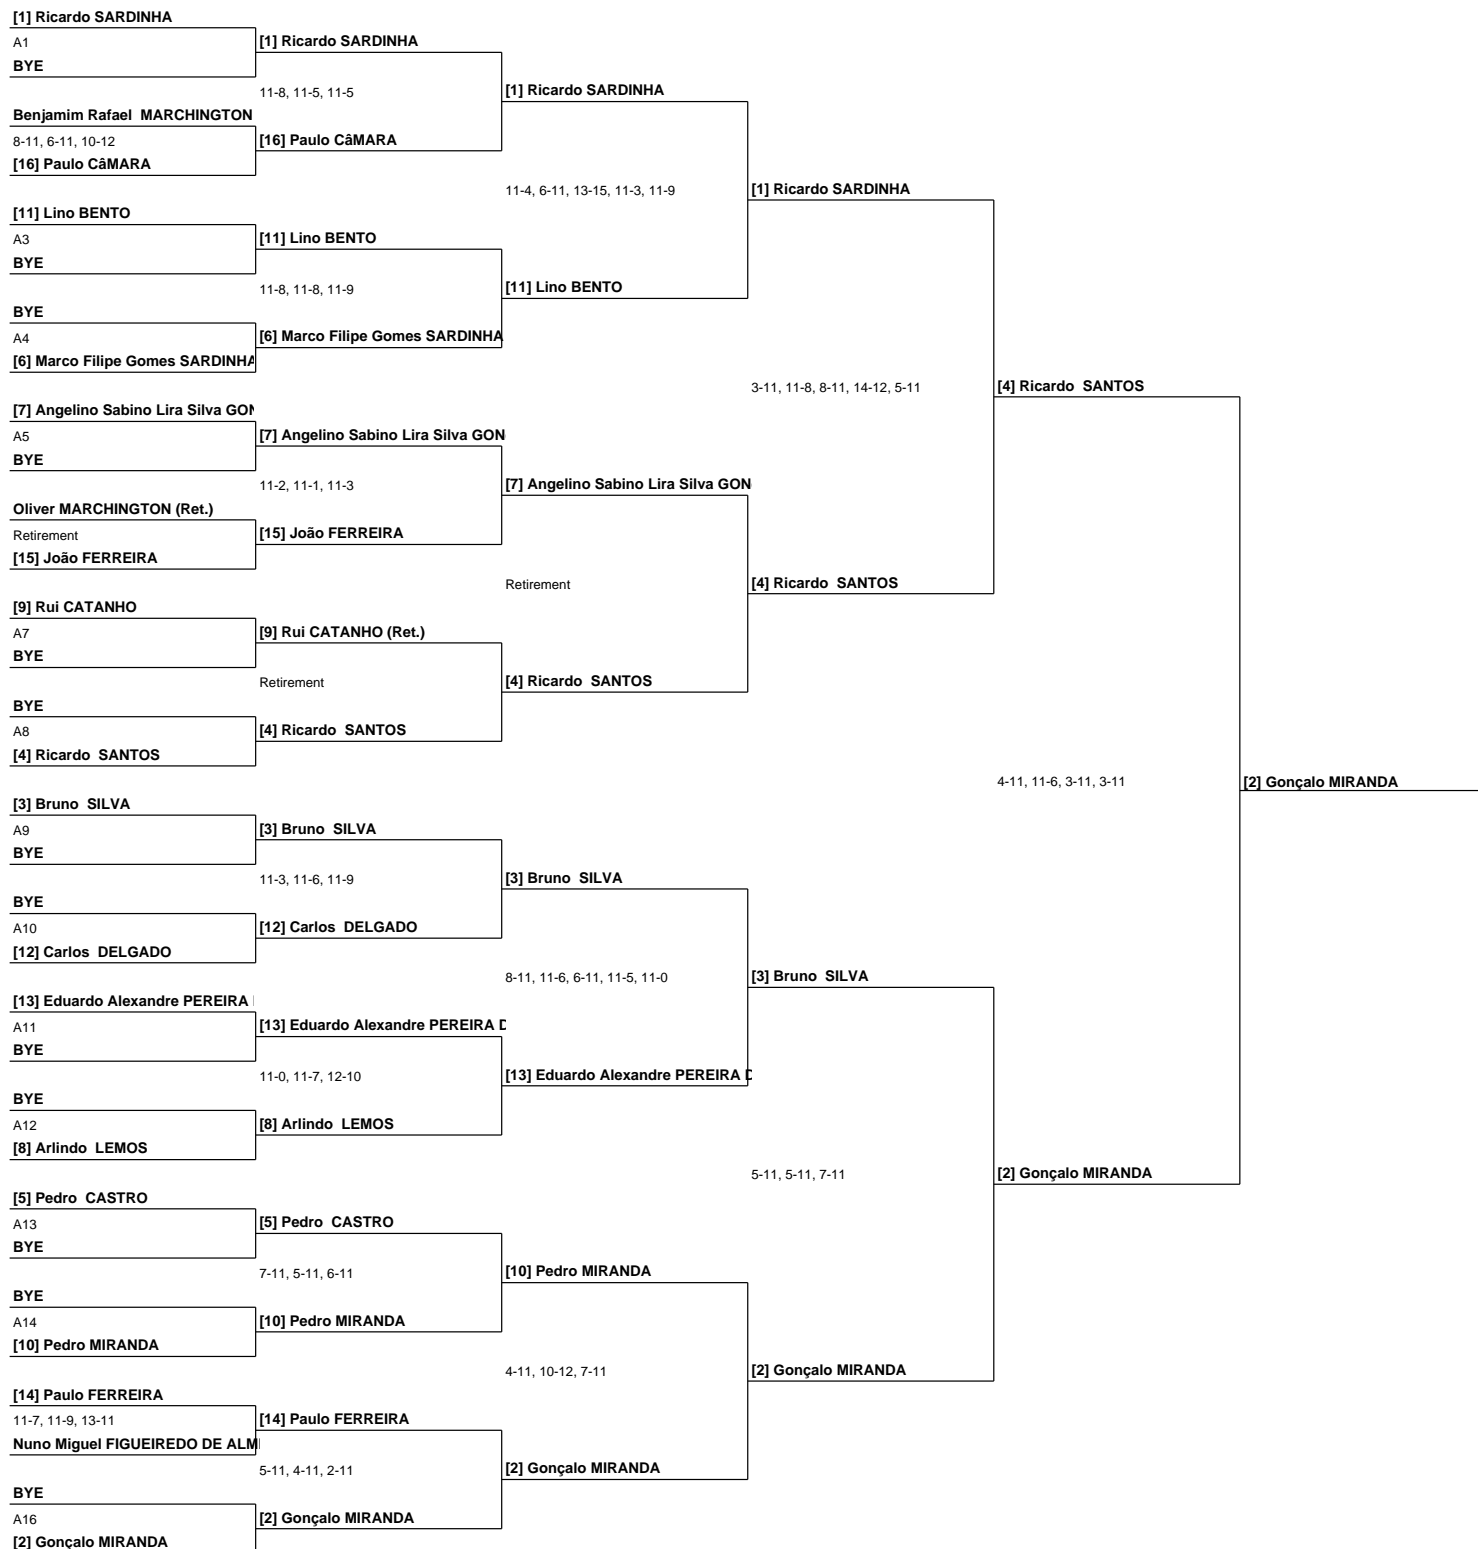 [1] Ricardo SARDINHA
A1
BYE
Benjamim Rafael  MARCHINGTON
8-11, 6-11, 10-12
[16] Paulo CâMARA
[11] Lino BENTO
A3
BYE
BYE
A4
[6] Marco Filipe Gomes SARDINHA
[7] Angelino Sabino Lira Silva GON
A5
BYE
Oliver MARCHINGTON (Ret.)
Retirement
[15] João FERREIRA
[9] Rui CATANHO
A7
BYE
BYE
A8
[4] Ricardo  SANTOS
[3] Bruno  SILVA
A9
BYE
BYE
A10
[12] Carlos  DELGADO
[13] Eduardo Alexandre PEREIRA
A11
BYE
BYE
A12
[8] Arlindo  LEMOS
[5] Pedro  CASTRO
A13
BYE
BYE
A14
[10] Pedro MIRANDA
[14] Paulo FERREIRA
11-7, 11-9, 13-11
Nuno Miguel FIGUEIREDO DE ALM
BYE
A16
[2] Gonçalo MIRANDA
[1] Ricardo SARDINHA
11-8, 11-5, 11-5
[16] Paulo CâMARA
[11] Lino BENTO
11-8, 11-8, 11-9
[6] Marco Filipe Gomes SARDINHA
[7] Angelino Sabino Lira Silva GON
11-2, 11-1, 11-3
[15] João FERREIRA
[9] Rui CATANHO (Ret.)
Retirement
[4] Ricardo  SANTOS
[3] Bruno  SILVA
11-3, 11-6, 11-9
[12] Carlos  DELGADO
[13] Eduardo Alexandre PEREIRA D
11-0, 11-7, 12-10
[8] Arlindo  LEMOS
[5] Pedro  CASTRO
7-11, 5-11, 6-11
[10] Pedro MIRANDA
[14] Paulo FERREIRA
5-11, 4-11, 2-11
[2] Gonçalo MIRANDA
[1] Ricardo SARDINHA
11-4, 6-11, 13-15, 11-3, 11-9
[11] Lino BENTO
[7] Angelino Sabino Lira Silva GON
Retirement
[4] Ricardo  SANTOS
[3] Bruno  SILVA
8-11, 11-6, 6-11, 11-5, 11-0
[13] Eduardo Alexandre PEREIRA D
[10] Pedro MIRANDA
4-11, 10-12, 7-11
[2] Gonçalo MIRANDA
[1] Ricardo SARDINHA
3-11, 11-8, 8-11, 14-12, 5-11
[4] Ricardo  SANTOS
[3] Bruno  SILVA
5-11, 5-11, 7-11
[2] Gonçalo MIRANDA
[4] Ricardo  SANTOS
4-11, 11-6, 3-11, 3-11
[2] Gonçalo MIRANDA
[2] Gonçalo MIRANDA